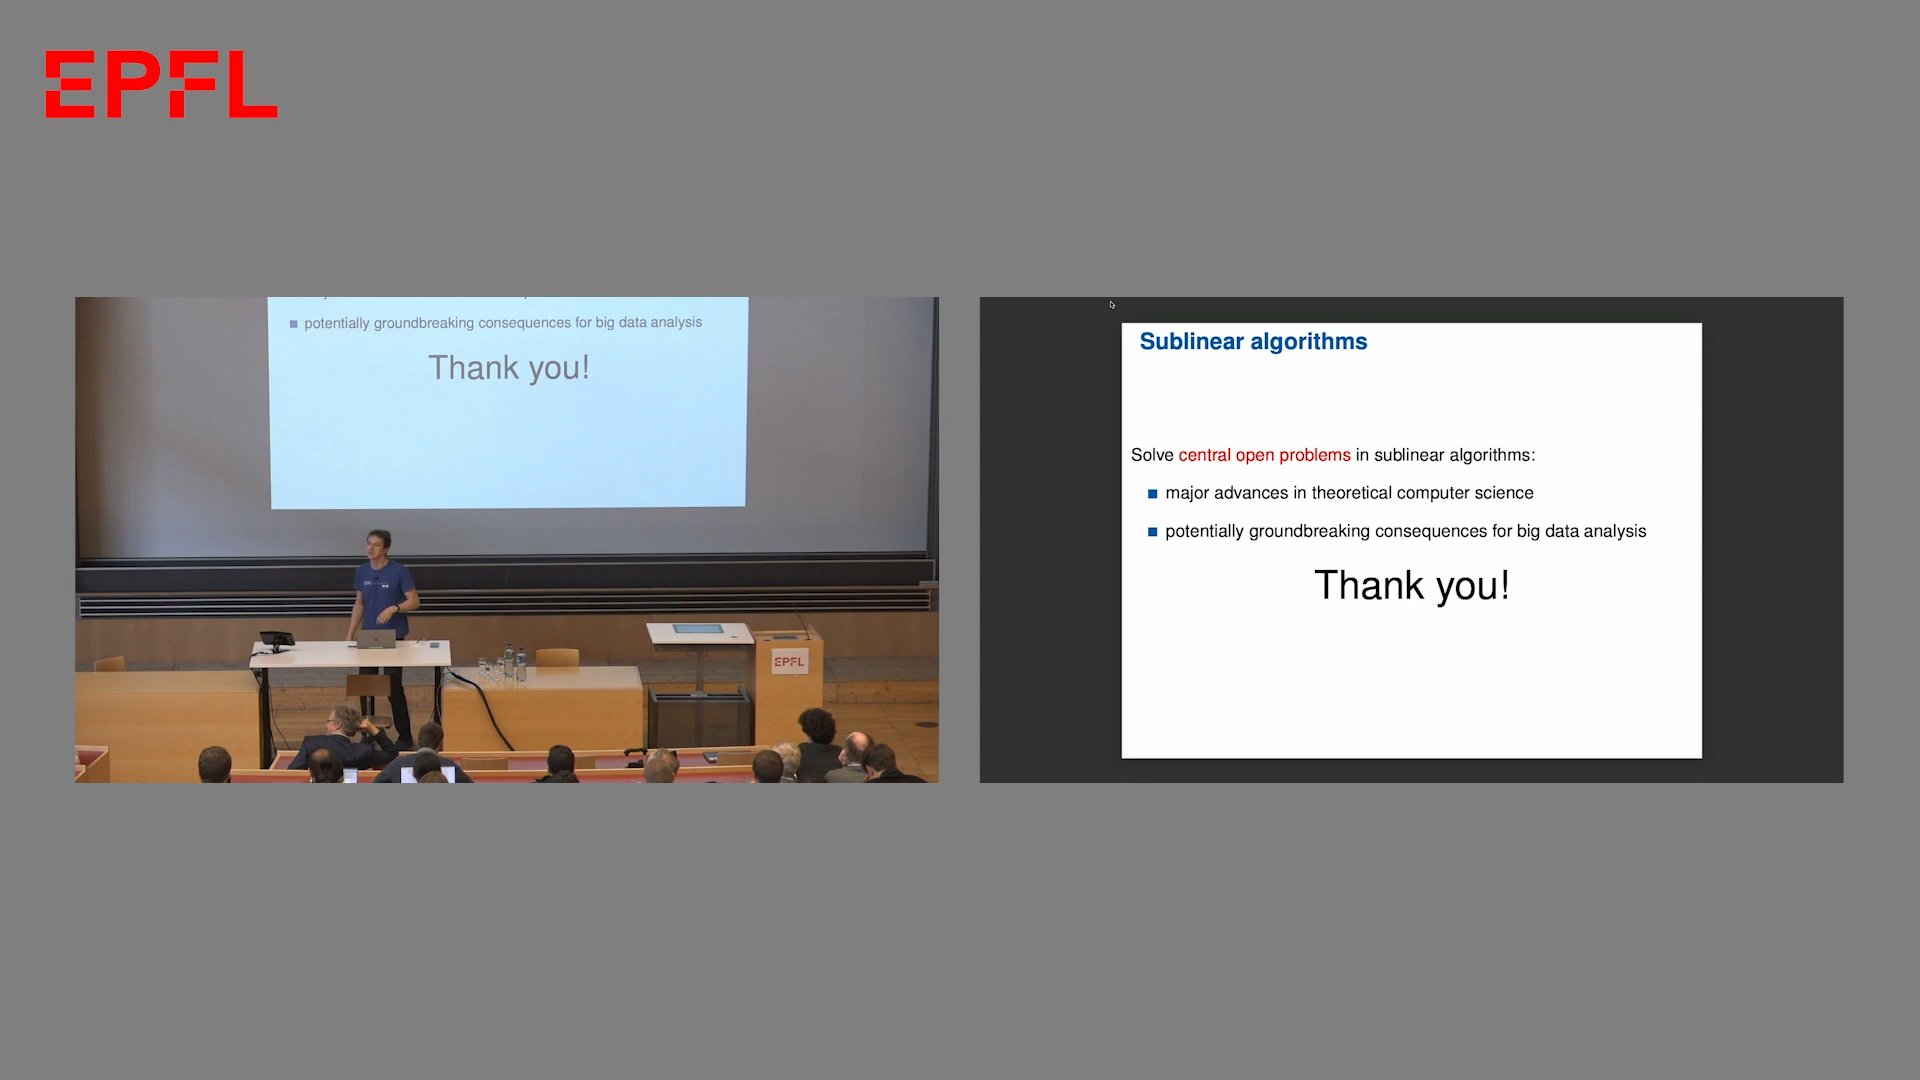 EPFL
potentially groundbreaking consequences for big data analysis
Thank you!
EPFL
Sublinear algorithms
Solve central open problems in sublinear algorithms:
major advances in theoretical computer science
potentially groundbreaking consequences for big data analysis
Thank you!